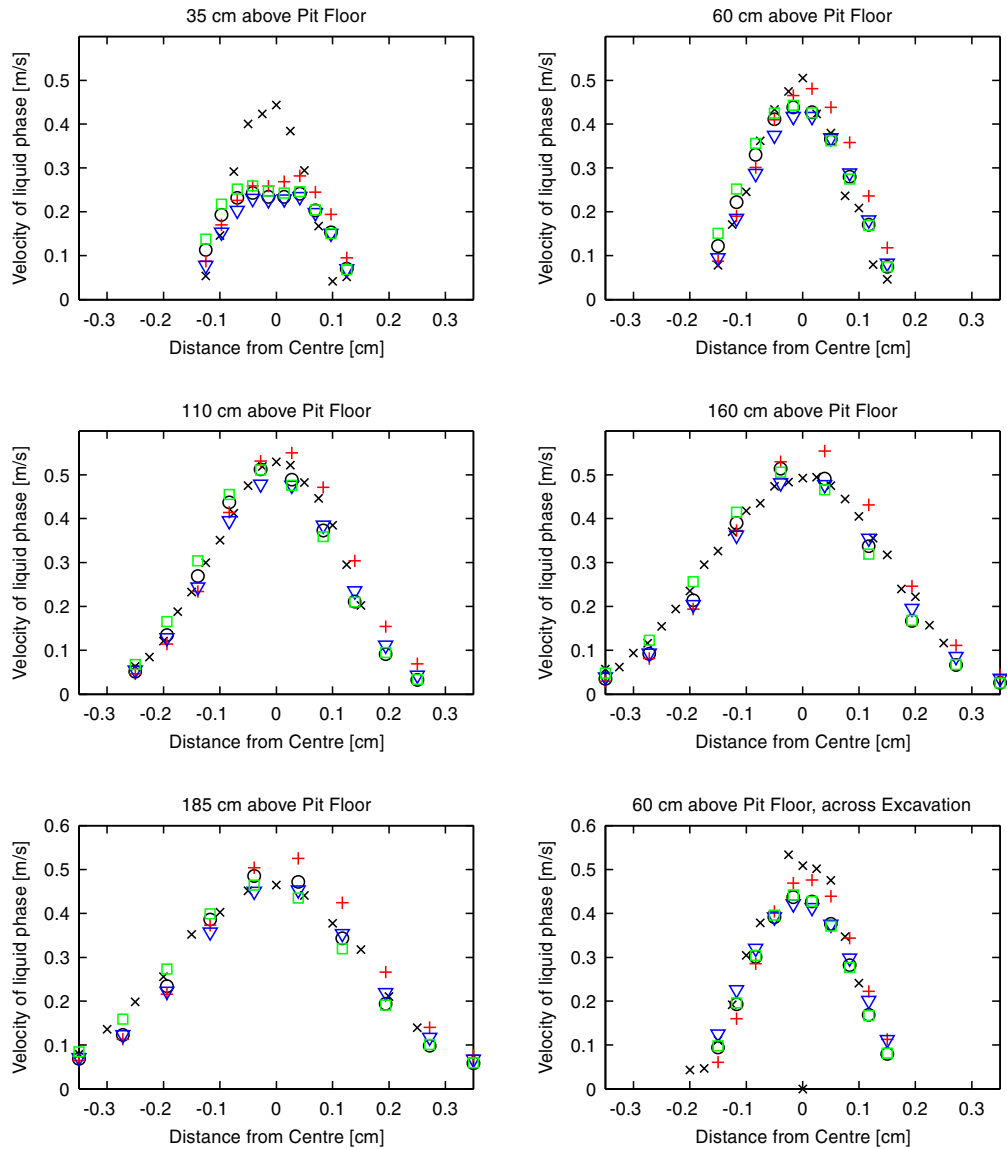 35 cm above Pit Floor
60 cm above Pit Floor
Velocity of liquid phase [m/s]
0.5
0.4
0.3
0.2
0.1
0
-0.3 -0.2 -0.1 0 0.1 0.2 0.3
Distance from Centre [cm]
Velocity of liquid phase [m/s]
0.5
0.4
0.3
0.2
0.1
0
-0.3 -0.2 -0.1 0 0.1 0.2 0.3
Distance from Centre [cm]
110 cm above Pit Floor
160 cm above Pit Floor
Velocity of liquid phase [m/s]
0.5
0.4
0.3
0.2
0.1
0
-0.3 -0.2 -0.1 0 0.1 0.2 0.3
Distance from Centre [cm]
Velocity of liquid phase [m/s]
0.5
0.4
0.3
0.2
0.1
0
-0.3 -0.2 -0.1 0 0.1 0.2 0.3
Distance from Centre [cm]
185 cm above Pit Floor
60 cm above Pit Floor, across Excavation
Velocity of liquid phase [m/s]
0.6
0.5
0.4
0.3
0.2
0.1
0
-0.3 -0.2 -0.1 0 0.1 0.2 0.3
Distance from Centre [cm]
Velocity of liquid phase [m/s]
0.6
0.5
0.4
0.3
0.2
0.1
0
-0.3 -0.2 -0.1 0 0.1 0.2 0.3
Distance from Centre [cm]